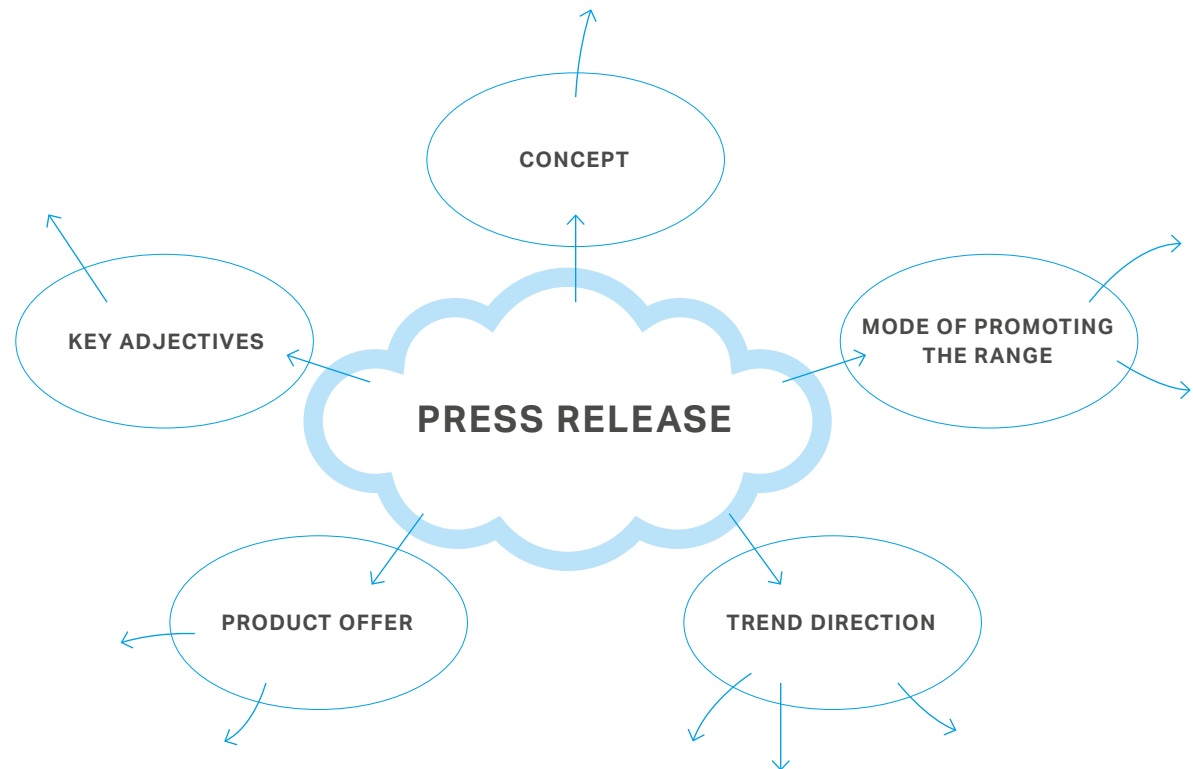 CONCEPT
KEY ADJECTIVES
MODE OF PROMOTING
THE RANGE
PRESS RELEASE
PRODUCT OFFER
TREND DIRECTION